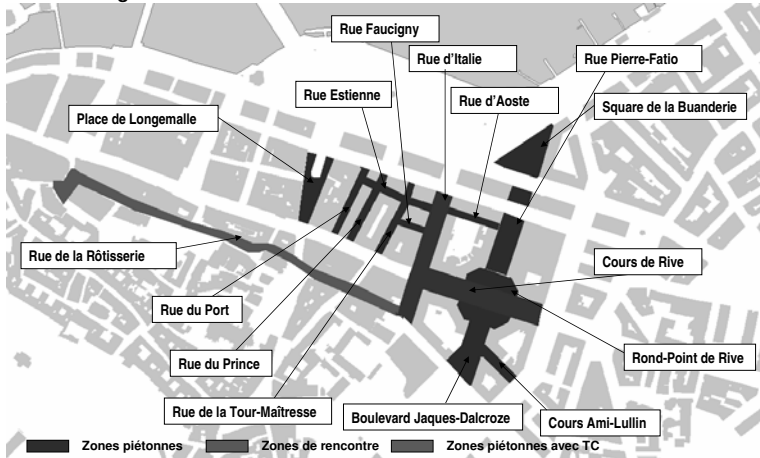 Rue Faucigny
Rue d'Italie
Rue Pierre-Fatio
Rue Estienne
Rue d'Aoste
Square de la Buanderie
Place de Longemalle
Rue de la Rôtisserie
Cours de Rive
Rue du Port
Rue du Prince
Rond-Point de Rive
Rue de la Tour-Maîtresse
Boulevard Jaques-Dalcroze
Cours Ami-Lullin
Zones piétonnes Zones de rencontre Zones piétonnes avec TC